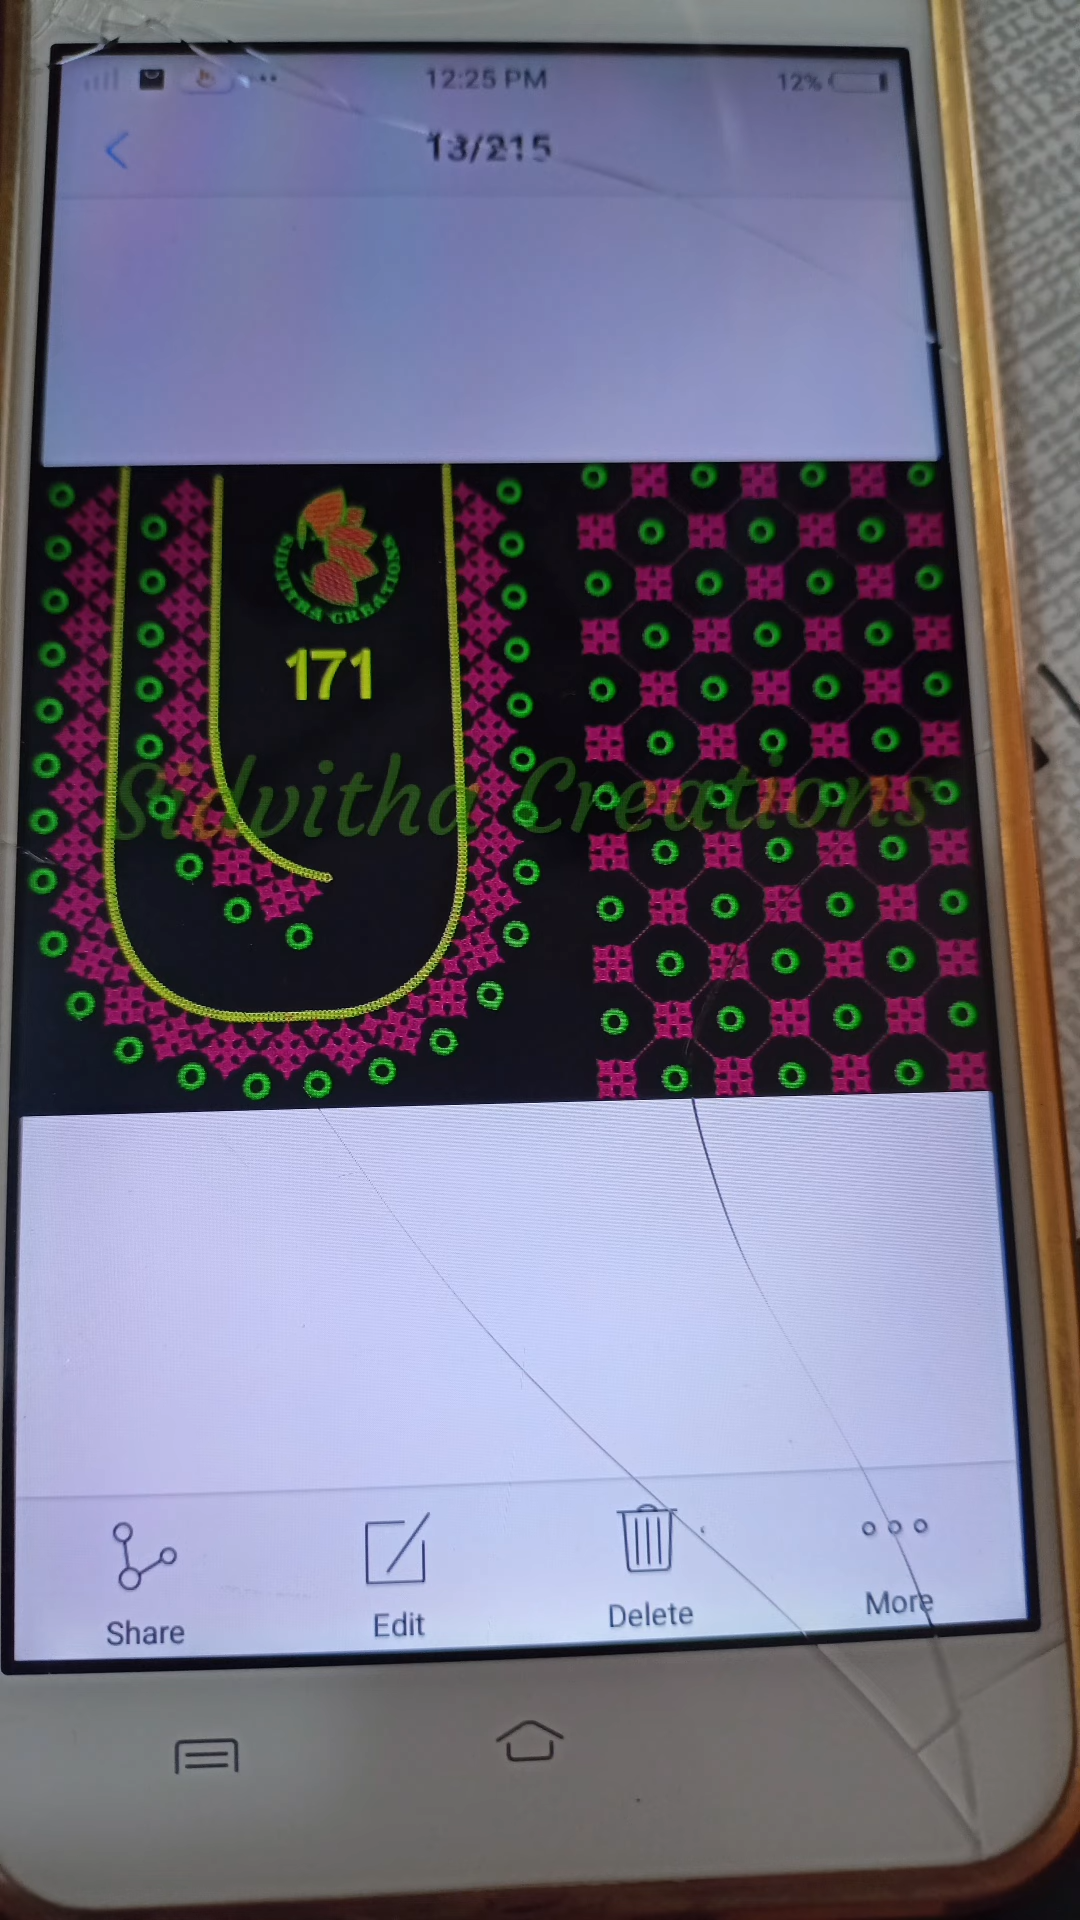 12:25 PM
12%
13/215
SIDVITHA CREATIONS
171
Sidvitha Creations
Share
Edit
Delete
More